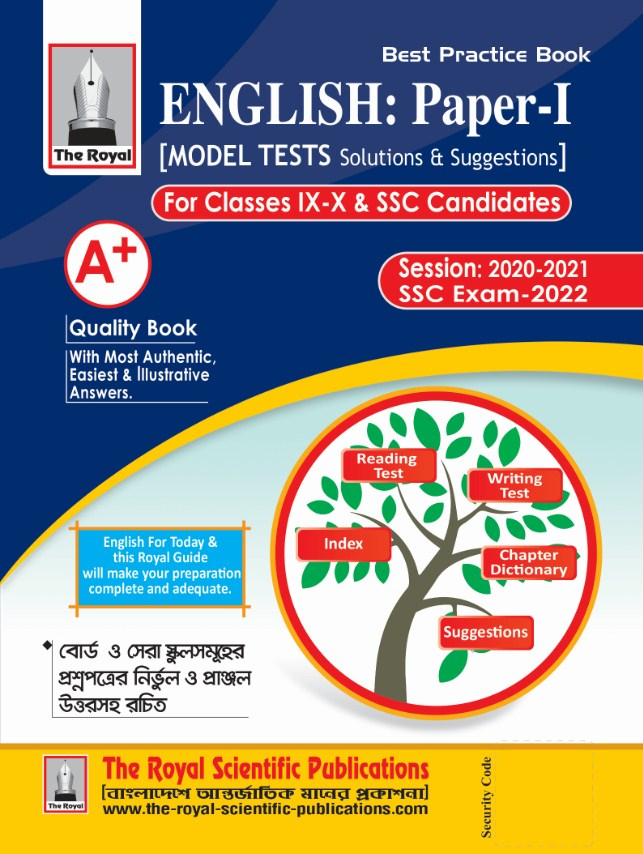 Best Practice Book
The Royal
ENGLISH: Paper-I
[MODEL TESTS Solutions & Suggestions]
For Classes IX-X & SSC Candidates
A+
Session: 2020-2021
SSC Exam-2022
Quality Book
With Most Authentic,
Easiest & Illustrative
Answers.
Reading
Test
Writing
Test
Index
Chapter
Dictionary
Suggestions
English For Today &
this Royal Guide
will make your preparation
complete and adequate.
বোর্ড ও সেরা স্কুলসমূহের
প্রশ্নপত্রের নির্ভুল ও প্রাঞ্জল
উত্তরসহ রচিত
The Royal
The Royal Scientific Publications
[বাংলাদেশে আন্তর্জাতিক মানের প্রকাশনা]
www.the-royal-scientific-publications.com
Security Code